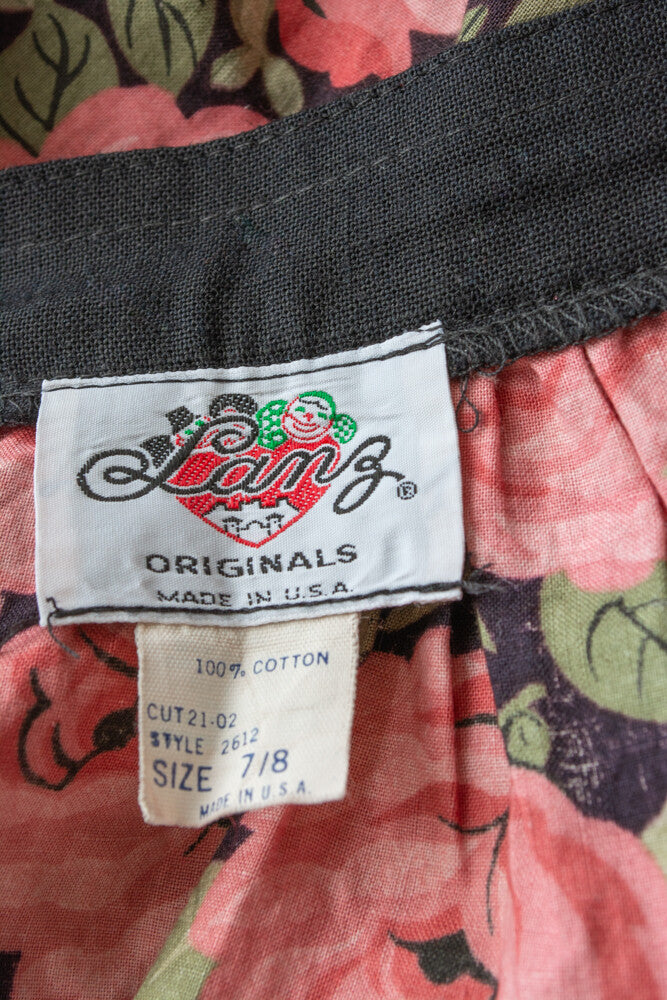 Lanz ®
ORIGINALS
MADE IN U.S.A.
100% COTTON
CUT 21-02
STYLE 2612
SIZE 7/8
MADE IN U.S.A.